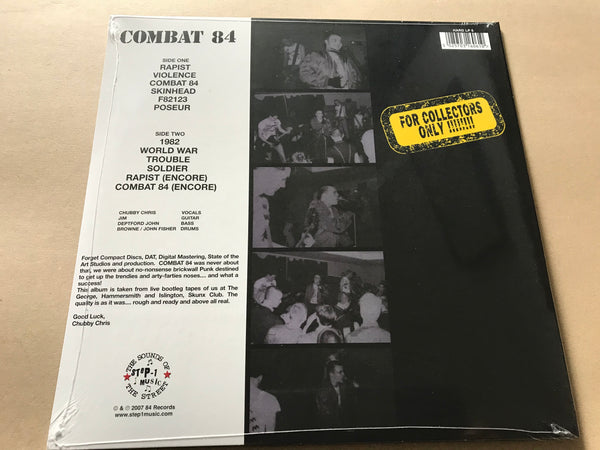 COMBAT 84
HARD LP 6
SIDE ONE
RAPIST
VIOLENCE
COMBAT 84
SKINHEAD
F82123
POSEUR
SIDE TWO
1982
WORLD WAR
TROUBLE
SOLDIER
RAPIST (ENCORE)
COMBAT 84 (ENCORE)
CHUBBY CHRIS VOCALS
JIM GUITAR
DEPTFORD JOHN BASS
BROWNE / JOHN FISHER DRUMS
Forget Compact Discs, DAT, Digital Mastering, State of the
Art Studios and production. COMBAT 84 was never about
that, we were about no-nonsense brickwall Punk destined
to get up the trendies and arty-farties noses.... and what a
success!
This album is taken from live bootleg tapes of us at The
George, Hammersmith and Islington, Skunx Club. The
quality is as it was.... rough and ready and above all real.
Good Luck,
Chubby Chris
THE SOUNDS OF
STEP-1
MUSIC
THE STREET
© & ℗ 2007 84 Records
www.step1music.com
FOR COLLECTORS
ONLY